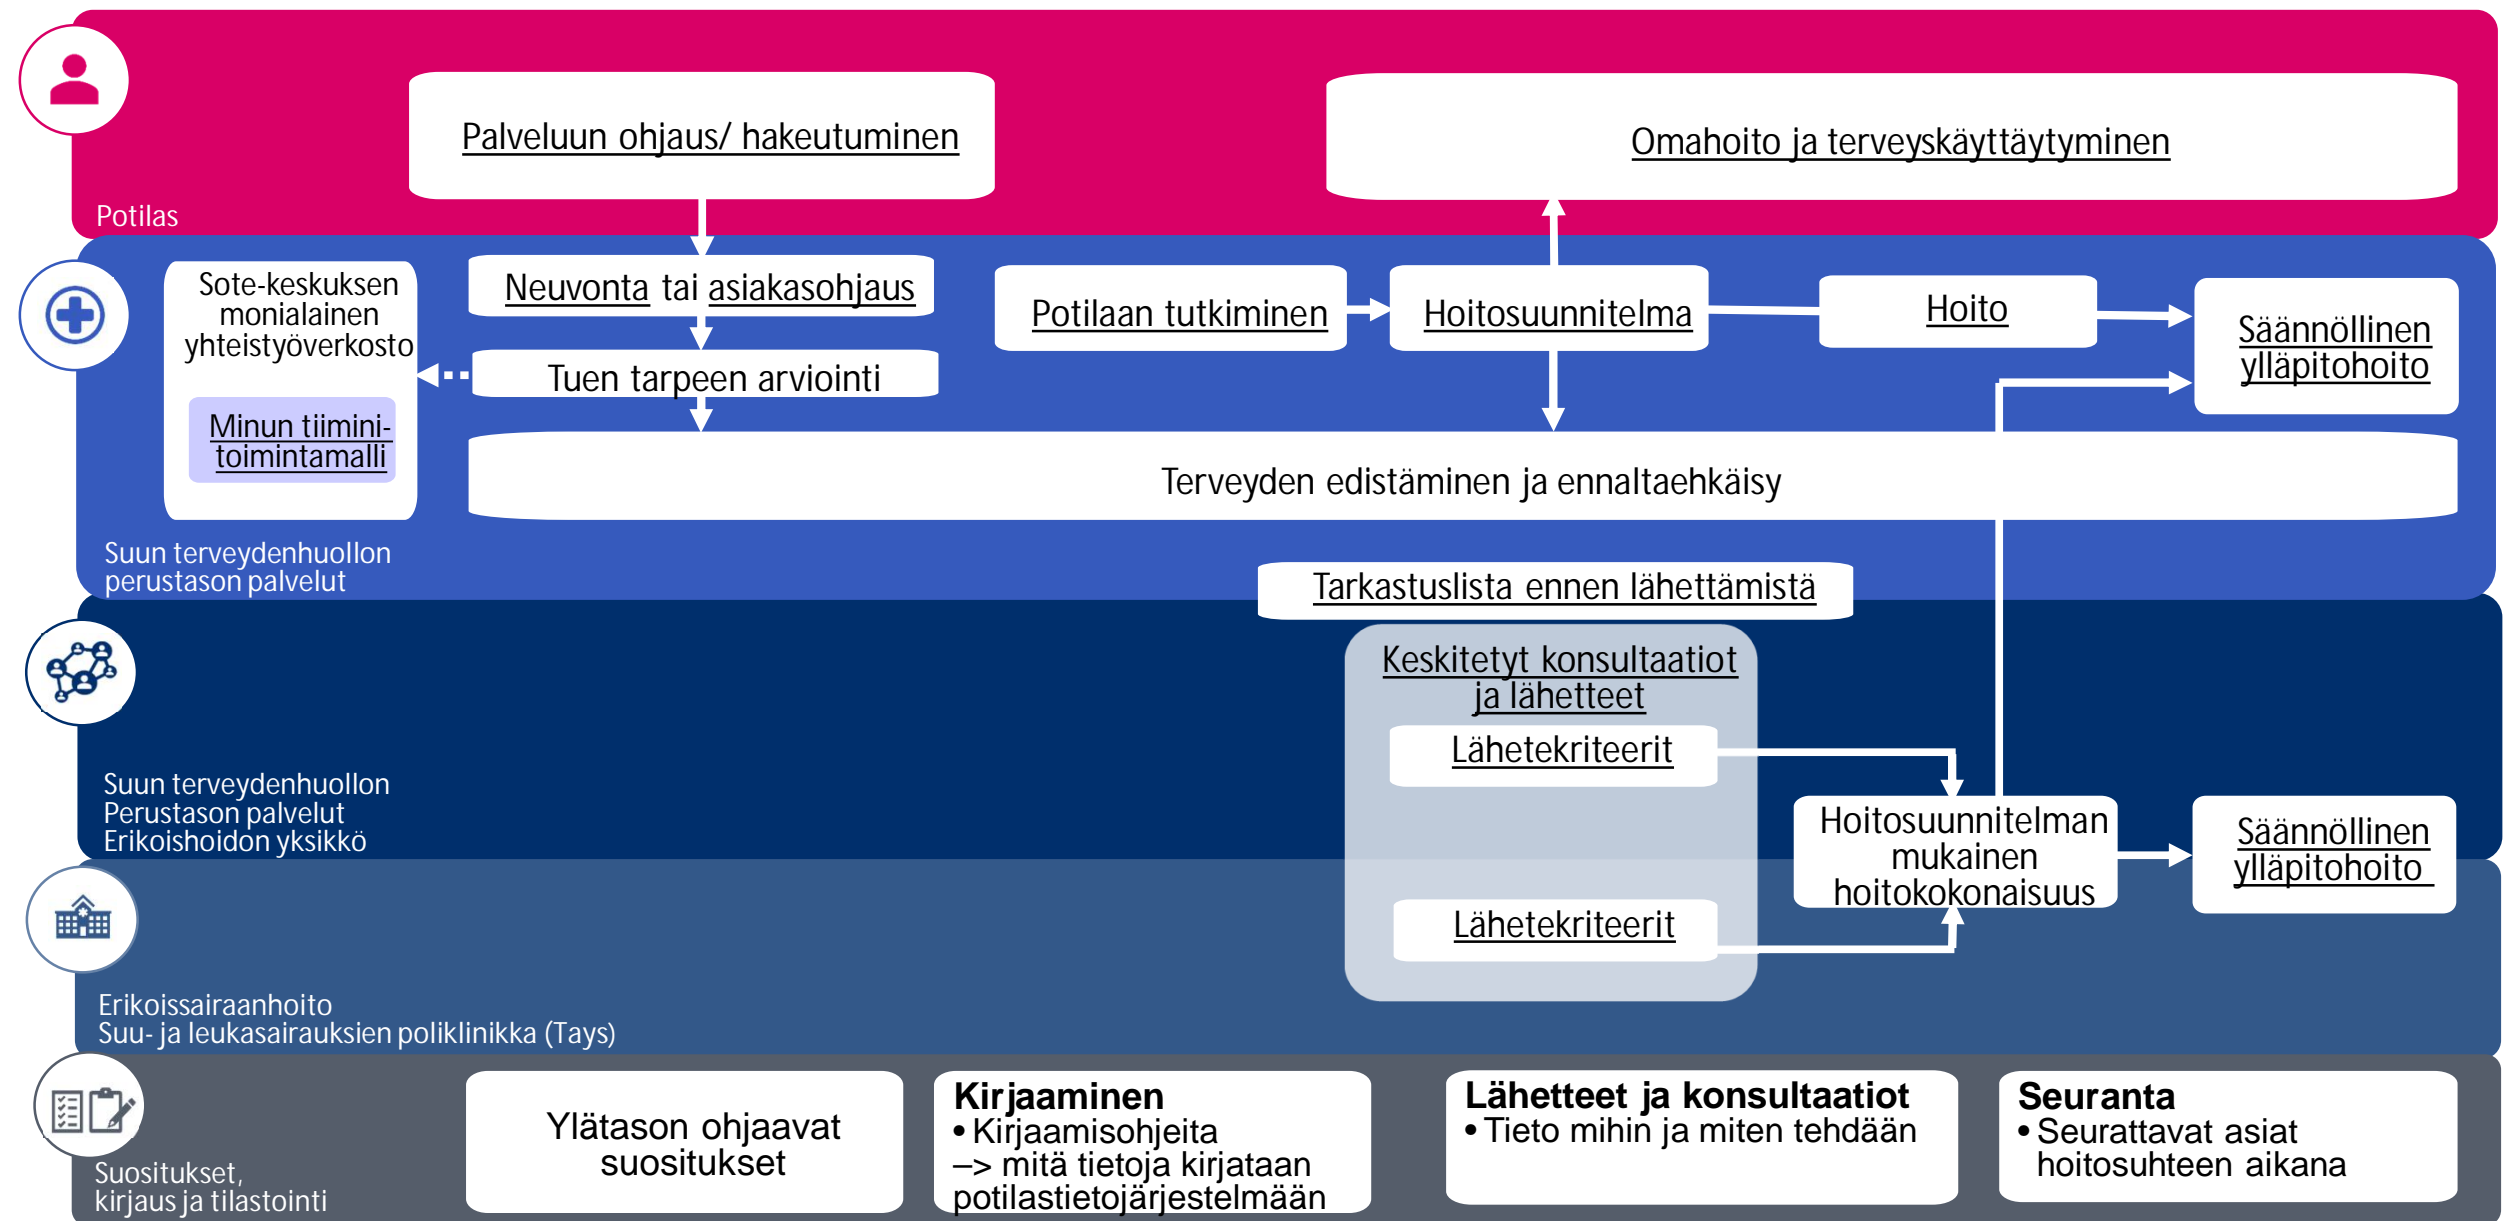 Palveluun ohjaus/ hakeutuminen
Omahoito ja terveyskäyttäytyminen
Potilas
Sote-keskuksen
monialainen
yhteistyöverkosto
Minun tiimini-
toimintamalli
Neuvonta tai asiakasohjaus
Tuen tarpeen arviointi
Potilaan tutkiminen
Hoitosuunnitelma
Hoito
Säännöllinen
ylläpitohoito
Terveyden edistäminen ja ennaltaehkäisy
Suun terveydenhuollon
perustason palvelut
Tarkastuslista ennen lähettämistä
Keskitetyt konsultaatiot
ja lähetteet
Lähetekriteerit
Suun terveydenhuollon
Perustason palvelut
Erikoishoidon yksikkö
Hoitosuunnitelman
mukainen
hoitokokonaisuus
Säännöllinen
ylläpitohoito
Lähetekriteerit
Erikoissairaanhoito
Suu- ja leukasairauksien poliklinikka (Tays)
Suositukset,
kirjaus ja tilastointi
Ylätason ohjaavat
suositukset
Kirjaaminen
• Kirjaamisohjeita
–> mitä tietoja kirjataan
potilastietojärjestelmään
Lähetteet ja konsultaatiot
• Tieto mihin ja miten tehdään
Seuranta
• Seurattavat asiat
hoitosuhteen aikana